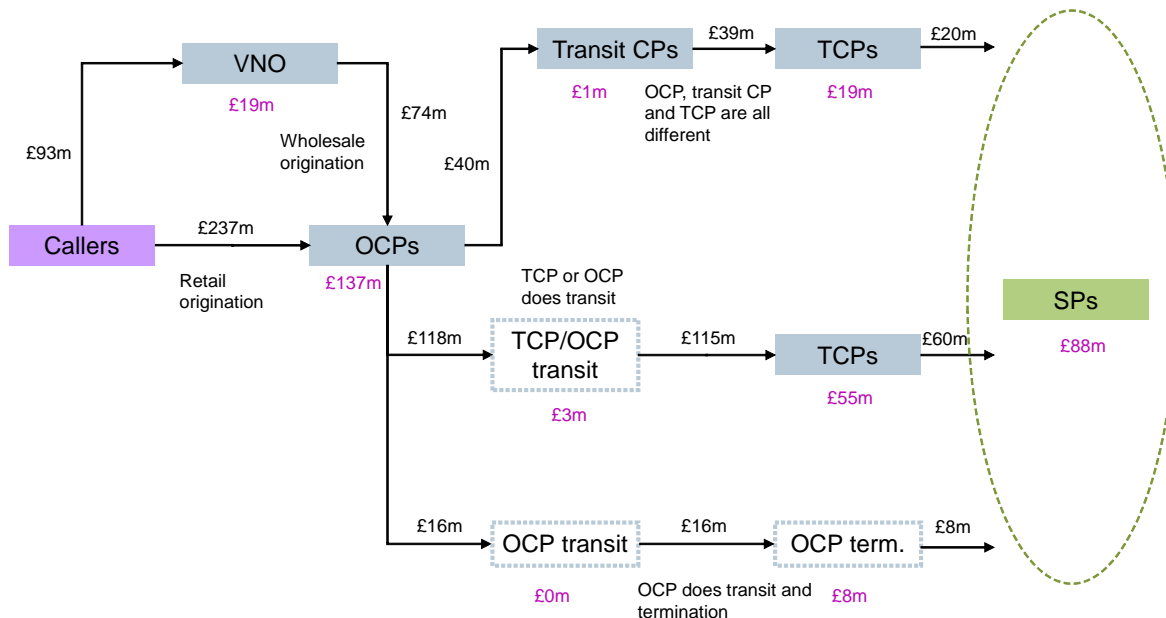 £39m
£20m
Transit CPs
TCPs
VNO
£19m
£1m
OCP, transit CP
and TCP are all
different
£19m
£74m
Wholesale
origination
£93m
£40m
£237m
Callers
OCPs
Retail
origination
£137m
TCP or OCP
does transit
SPs
£88m
£118m
TCP/OCP
transit
£115m
TCPs
£60m
£3m
£55m
£16m
OCP transit
£16m
OCP term.
£8m
£0m
OCP does transit and
termination
£8m